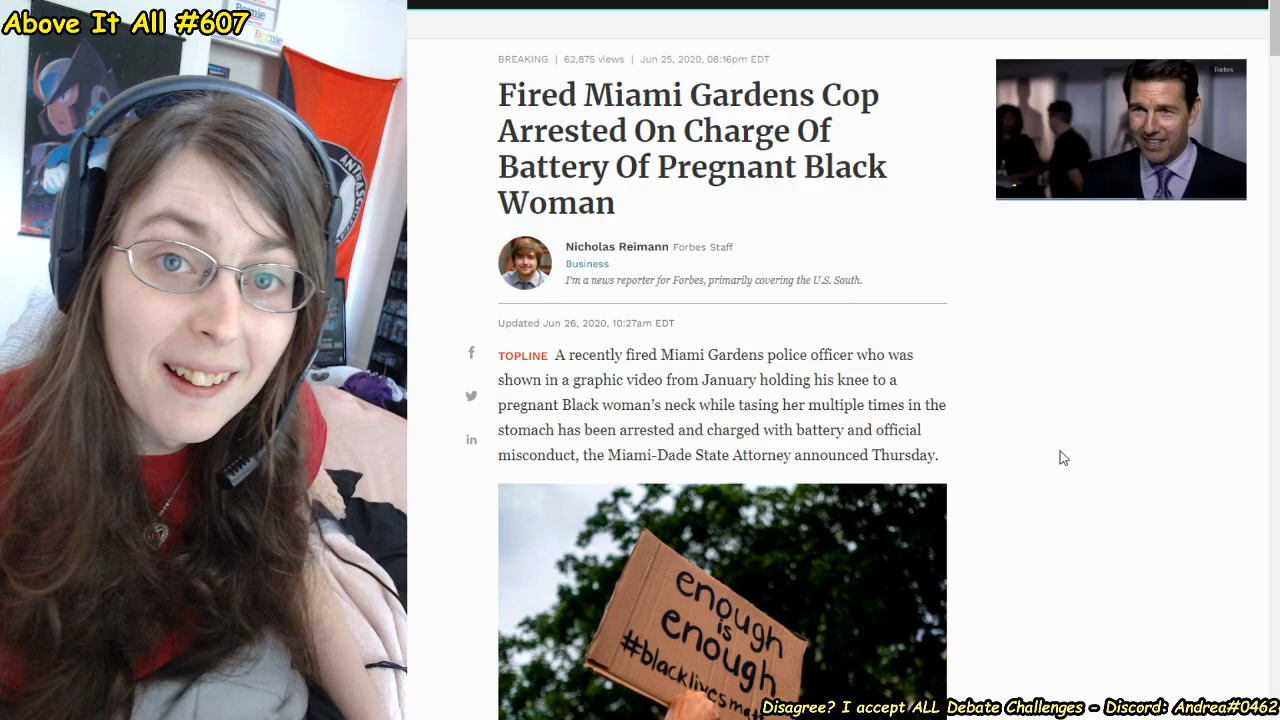 Above It All #607
Bernie
BREAKING | 62,875 views | Jun 25, 2020, 08:16pm EDT
Forbes
Fired Miami Gardens Cop
Arrested On Charge Of
Battery Of Pregnant Black
Woman
Nicholas Reimann Forbes Staff
Business
I'm a news reporter for Forbes, primarily covering the U.S. South.
Updated Jun 26, 2020, 10:27am EDT
TOPLINE A recently fired Miami Gardens police officer who was
shown in a graphic video from January holding his knee to a
pregnant Black woman’s neck while tasing her multiple times in the
stomach has been arrested and charged with battery and official
misconduct, the Miami-Dade State Attorney announced Thursday.
enough
is
enough
#blacklivesmat
Disagree? I accept ALL Debate Challenges - Discord: Andrea#0462